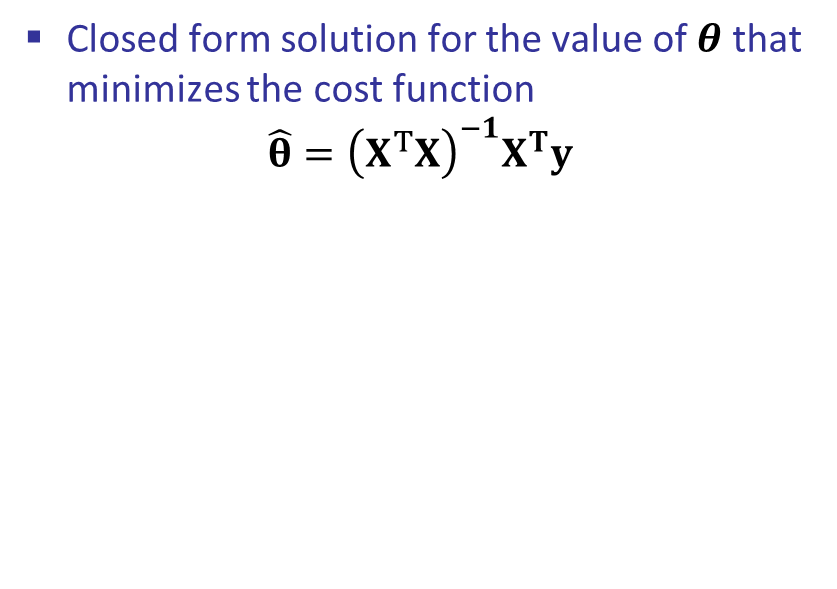 ▪ Closed form solution for the value of 𝜽 that
minimizes the cost function
𝛉̂ = (𝐗ᵀ𝐗)⁻¹𝐗ᵀ𝐲